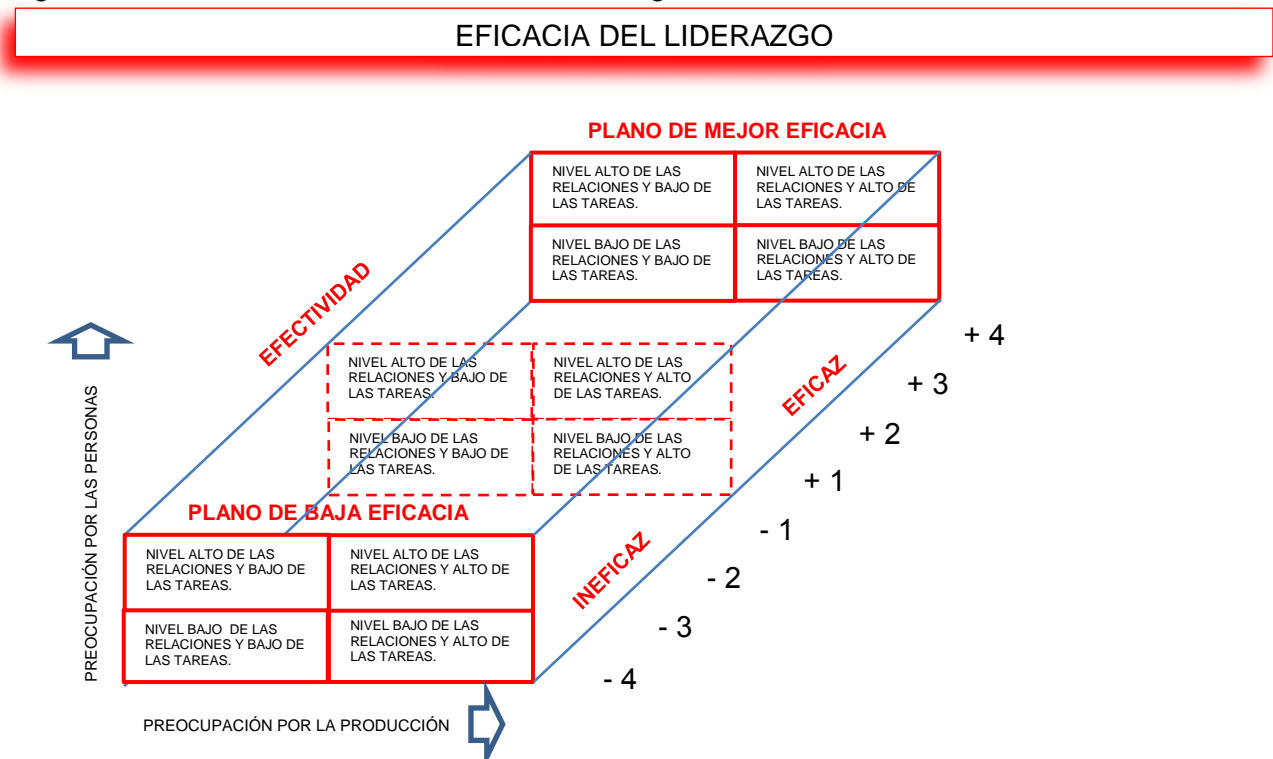 EFICACIA DEL LIDERAZGO
PLANO DE MEJOR EFICACIA
NIVEL ALTO DE LAS
RELACIONES Y BAJO DE
LAS TAREAS.
NIVEL ALTO DE LAS
RELACIONES Y ALTO DE
LAS TAREAS.
NIVEL BAJO DE LAS
RELACIONES Y BAJO DE
LAS TAREAS.
NIVEL BAJO DE LAS
RELACIONES Y ALTO DE
LAS TAREAS.
EFECTIVIDAD
NIVEL ALTO DE LAS
RELACIONES Y BAJO DE
LAS TAREAS.
NIVEL ALTO DE LAS
RELACIONES Y ALTO
DE LAS TAREAS.
NIVEL BAJO DE LAS
RELACIONES Y BAJO DE
LAS TAREAS.
NIVEL BAJO DE LAS
RELACIONES Y ALTO
DE LAS TAREAS.
EFICAZ
+ 4
+ 3
+ 2
+ 1
- 1
- 2
- 3
- 4
INEFICAZ
PLANO DE BAJA EFICACIA
NIVEL ALTO DE LAS
RELACIONES Y BAJO DE
LAS TAREAS.
NIVEL ALTO DE LAS
RELACIONES Y ALTO DE
LAS TAREAS.
NIVEL BAJO DE LAS
RELACIONES Y BAJO DE
LAS TAREAS.
NIVEL BAJO DE LAS
RELACIONES Y ALTO DE
LAS TAREAS.
PREOCUPACIÓN POR LAS PERSONAS
PREOCUPACIÓN POR LA PRODUCCIÓN